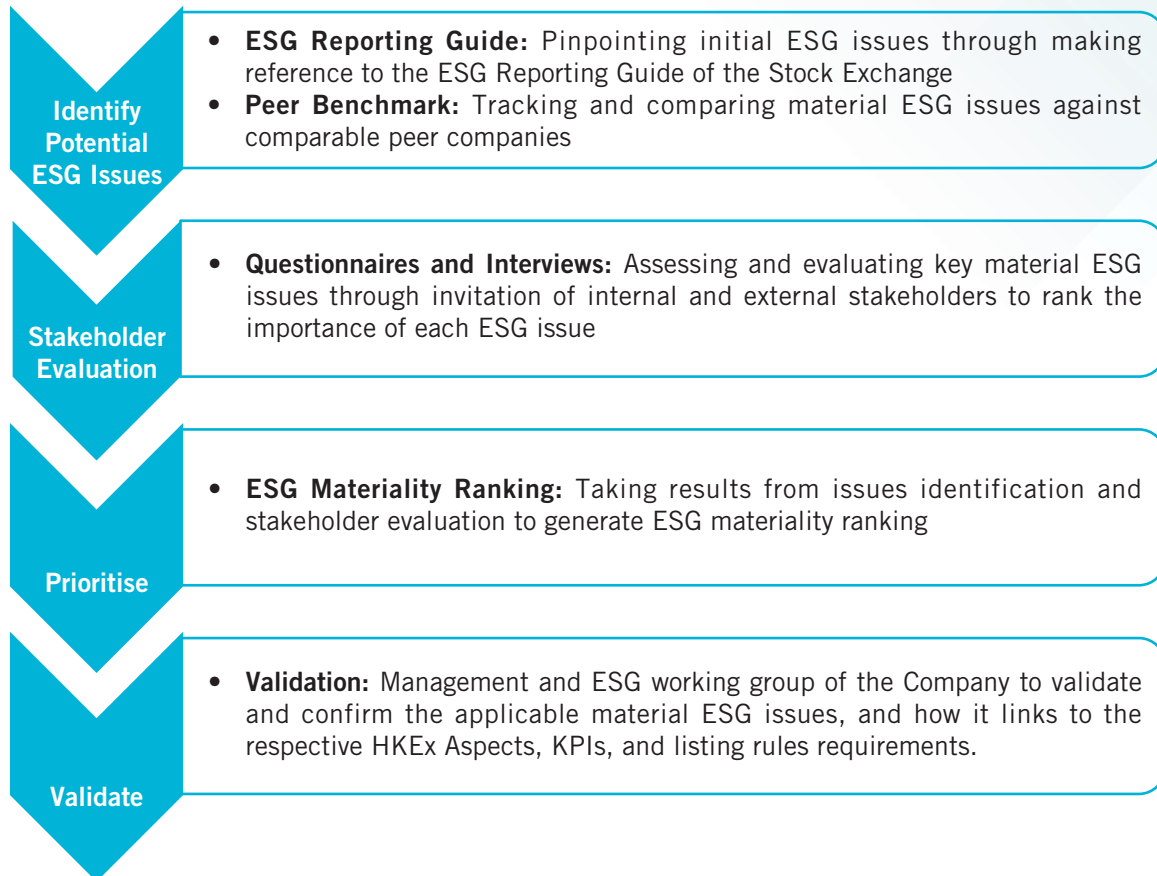 Identify
Potential
ESG Issues
• ESG Reporting Guide: Pinpointing initial ESG issues through making
reference to the ESG Reporting Guide of the Stock Exchange
• Peer Benchmark: Tracking and comparing material ESG issues against
comparable peer companies
Stakeholder
Evaluation
• Questionnaires and Interviews: Assessing and evaluating key material ESG
issues through invitation of internal and external stakeholders to rank the
importance of each ESG issue
Prioritise
• ESG Materiality Ranking: Taking results from issues identification and
stakeholder evaluation to generate ESG materiality ranking
Validate
• Validation: Management and ESG working group of the Company to validate
and confirm the applicable material ESG issues, and how it links to the
respective HKEx Aspects, KPIs, and listing rules requirements.